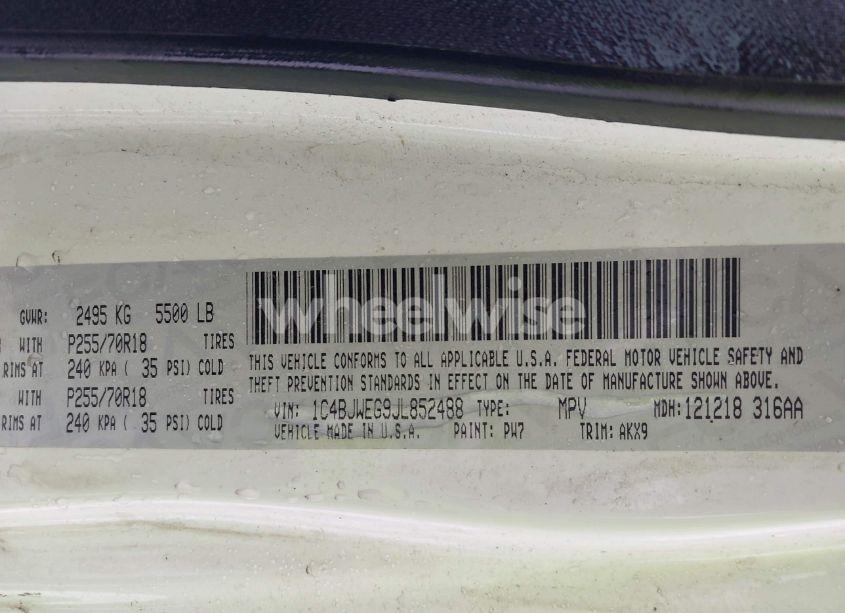 GVWR: 2495 KG 5500 LB
WITH P255/70R18 TIRES
RIMS AT 240 KPA ( 35 PSI) COLD
WITH P255/70R18 TIRES
RIMS AT 240 KPA ( 35 PSI) COLD
wheelwise
THIS VEHICLE CONFORMS TO ALL APPLICABLE U.S.A. FEDERAL MOTOR VEHICLE SAFETY AND
THEFT PREVENTION STANDARDS IN EFFECT ON THE DATE OF MANUFACTURE SHOWN ABOVE.
VIN: 1C4BJWEG9JL852488 TYPE: MPV MDH: 121218 316AA
VEHICLE MADE IN U.S.A. PAINT: PW7 TRIM: AKX9